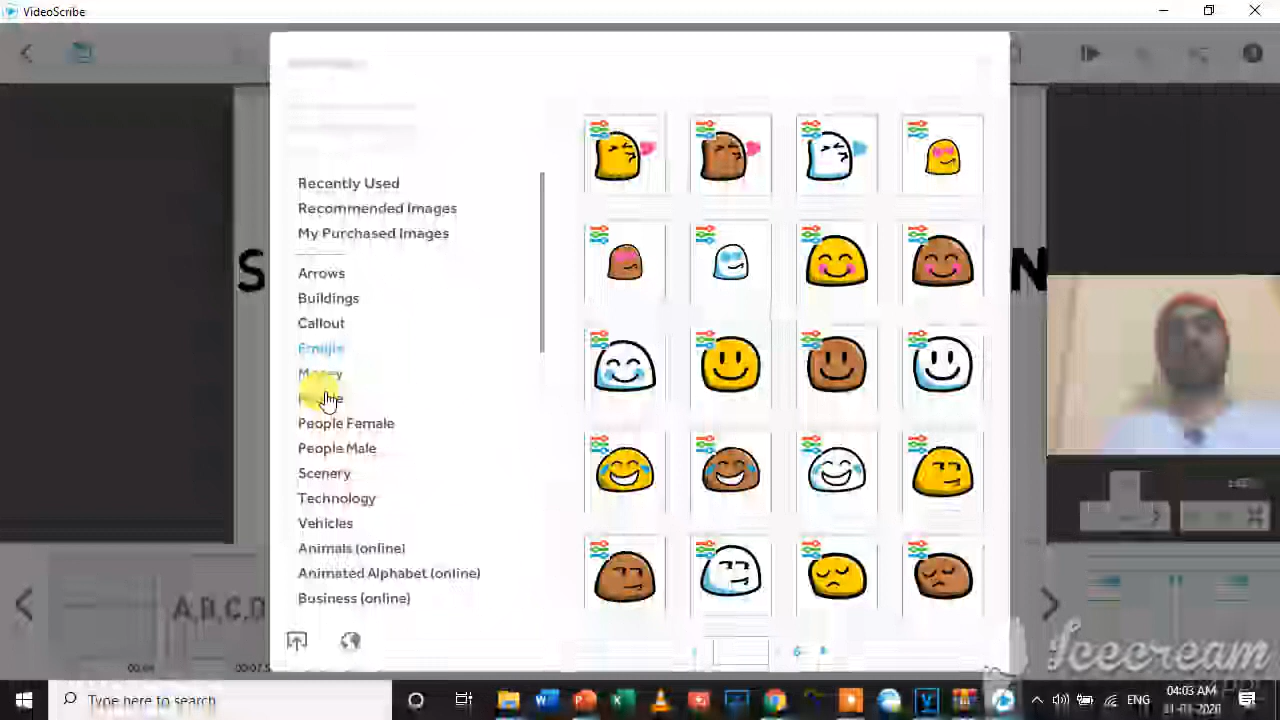 VideoScribe
Recently Used
Recommended Images
My Purchased Images
Arrows
Buildings
Callout
Emojis
Money
People Female
People Male
Scenery
Technology
Vehicles
Animals (online)
Animated Alphabet (online)
Business (online)
S
N
A,B,C,D
Icecream
Type here to search
ENG
04:03 AM